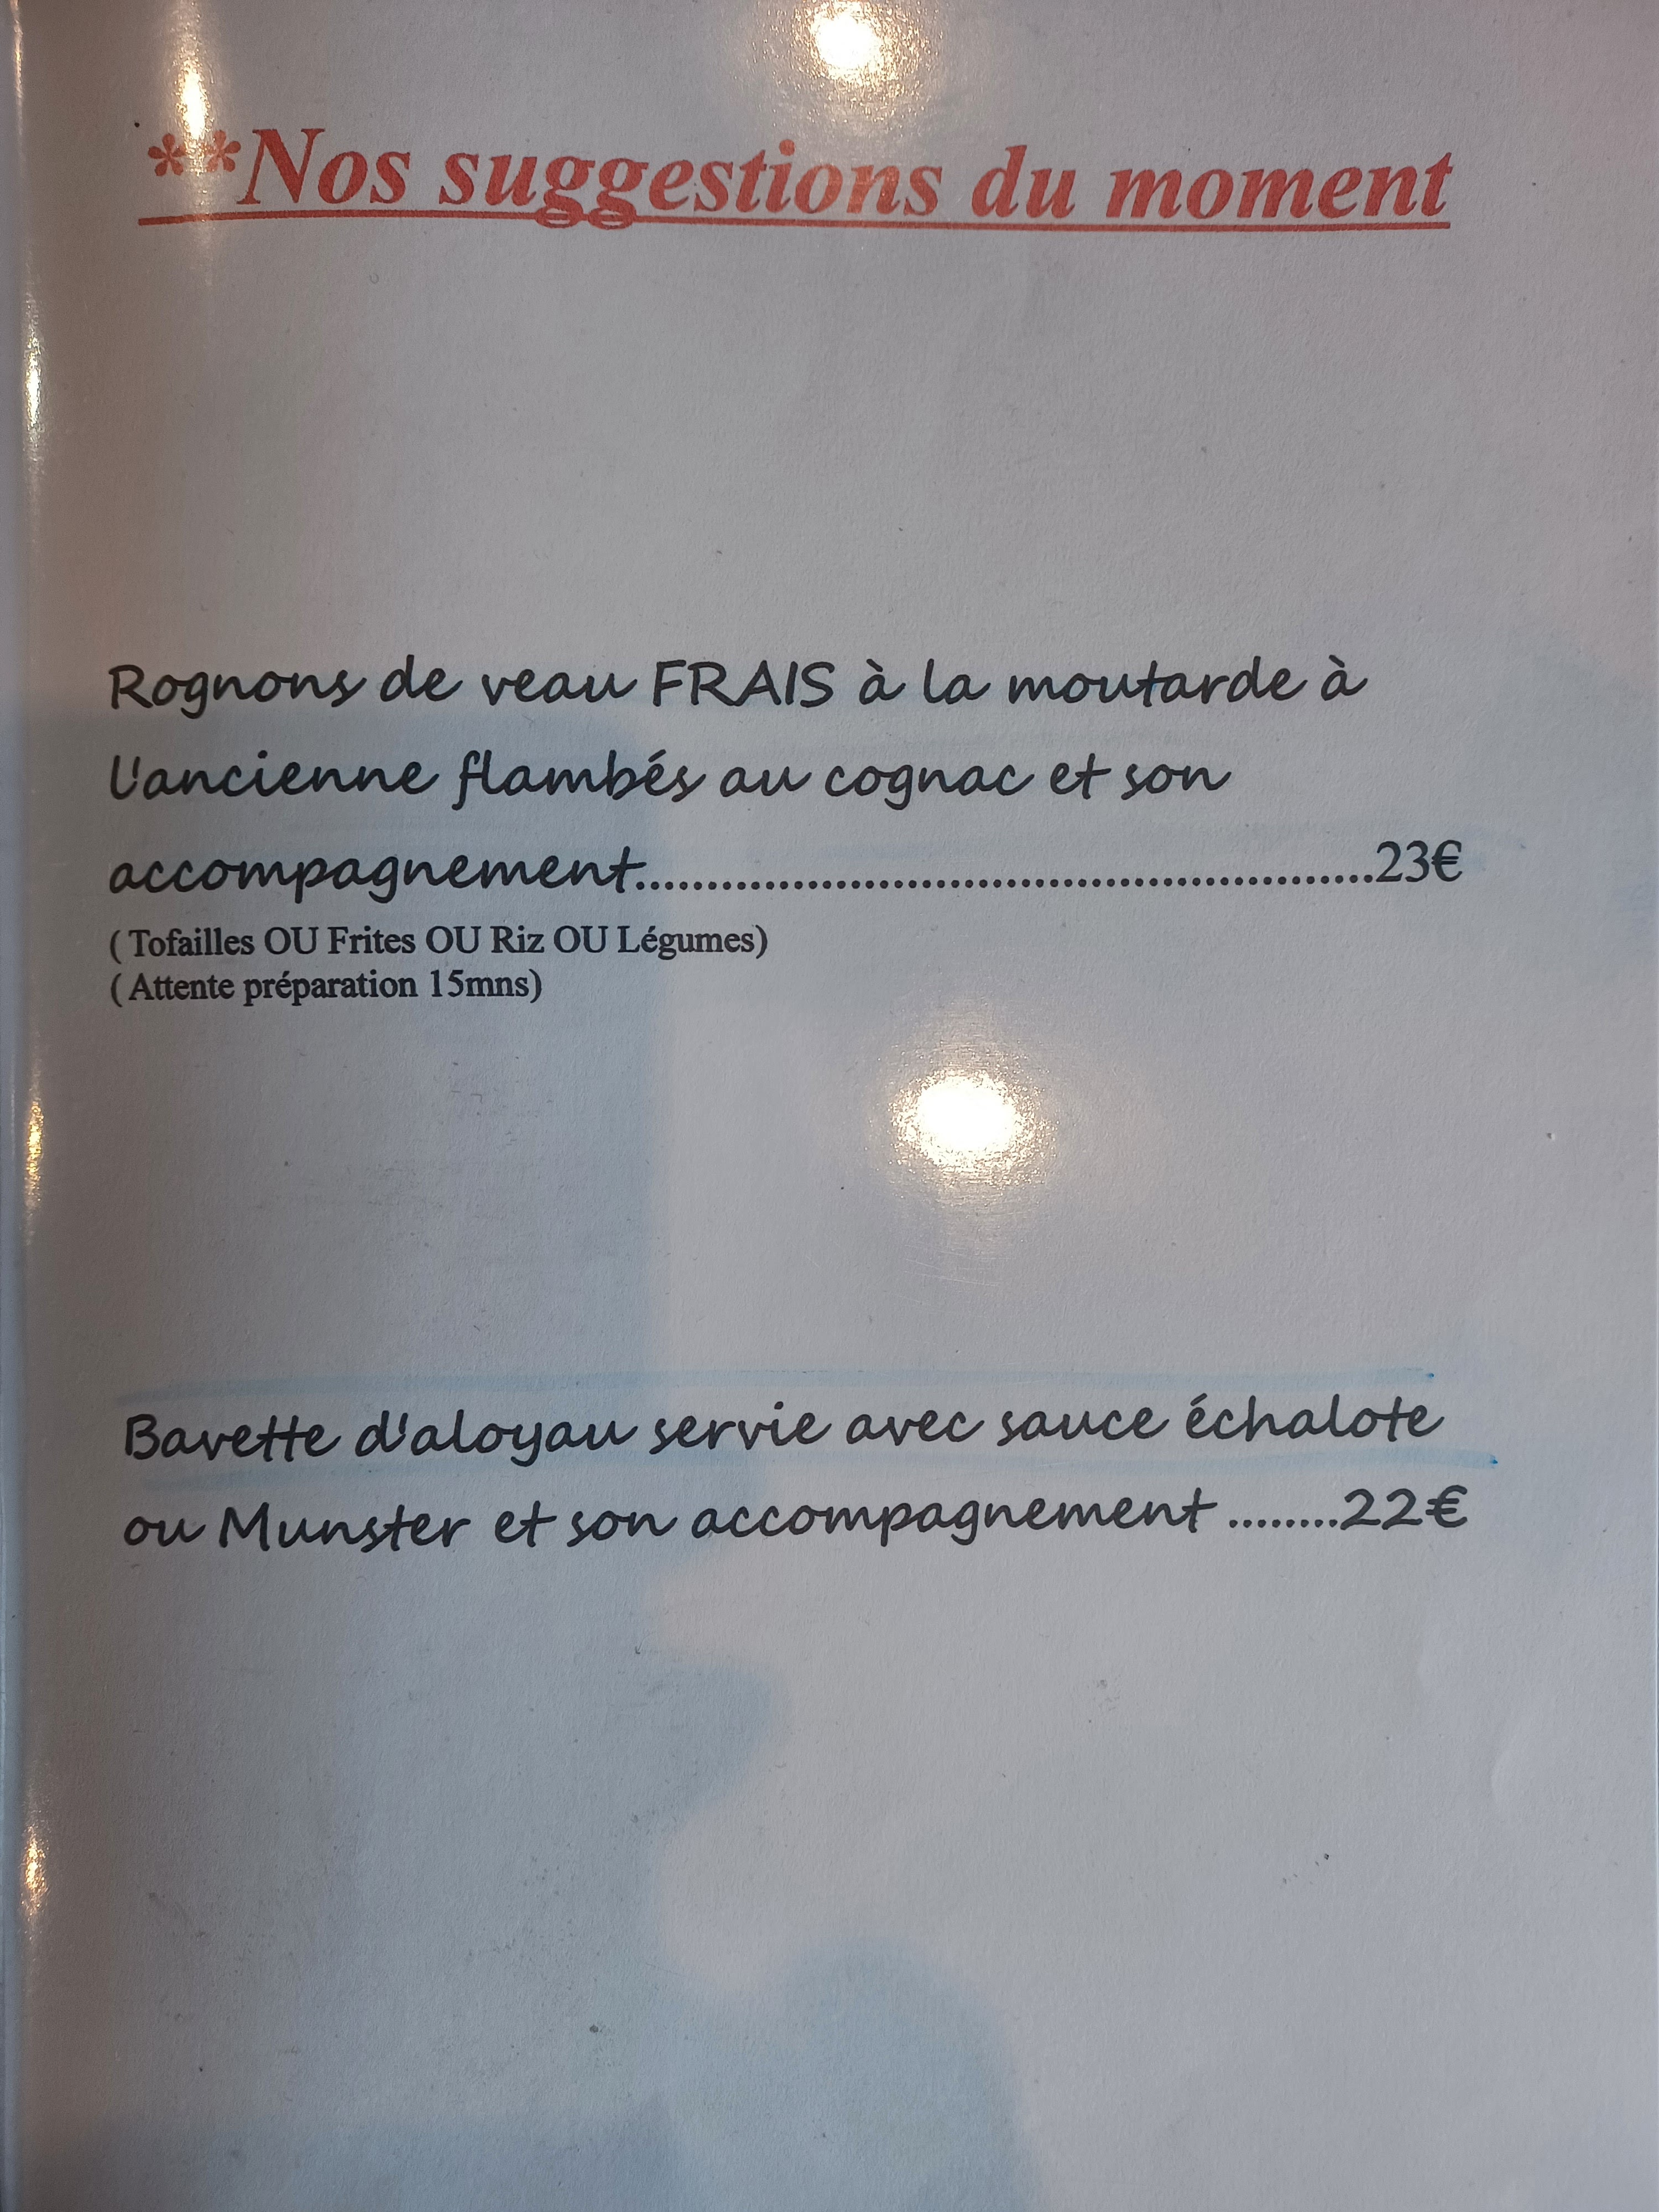 **Nos suggestions du moment
Rognons de veau FRAIS à la moutarde à
l'ancienne flambés au cognac et son
accompagnement....................................................23€
(Tofailles OU Frites OU Riz OU Légumes)
(Attente préparation 15mns)
Bavette d'aloyau servie avec sauce échalote
ou Munster et son accompagnement ........22€